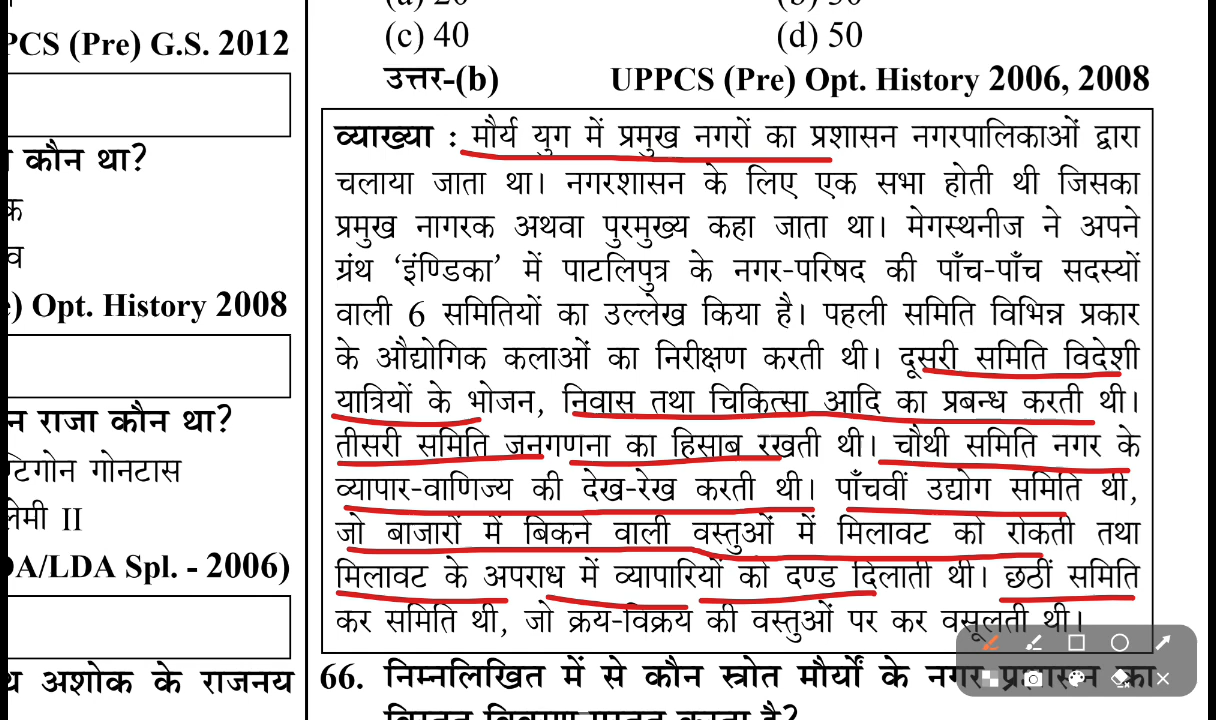 PCS (Pre) G.S. 2012
कौन था?
व
Opt. History 2008
राजा कौन था?
गोनटास
II
DA/LDA Spl. - 2006)
अशोक के राजनय
(c) 40 (d) 50
उत्तर-(b) UPPCS (Pre) Opt. History 2006, 2008
व्याख्या : मौर्य युग में प्रमुख नगरों का प्रशासन नगरपालिकाओं द्वारा
चलाया जाता था। नगरशासन के लिए एक सभा होती थी जिसका
प्रमुख नागरक अथवा पुरमुख्य कहा जाता था। मेगस्थनीज ने अपने
ग्रंथ ‘इंण्डिका’ में पाटलिपुत्र के नगर-परिषद की पाँच-पाँच सदस्यों
वाली 6 समितियों का उल्लेख किया है। पहली समिति विभिन्न प्रकार
के औद्योगिक कलाओं का निरीक्षण करती थी। दूसरी समिति विदेशी
यात्रियों के भोजन, निवास तथा चिकित्सा आदि का प्रबन्ध करती थी।
तीसरी समिति जनगणना का हिसाब रखती थी। चौथी समिति नगर के
व्यापार-वाणिज्य की देख-रेख करती थी। पाँचवीं उद्योग समिति थी,
जो बाजारों में बिकने वाली वस्तुओं में मिलावट को रोकती तथा
मिलावट के अपराध में व्यापारियों को दण्ड दिलाती थी। छठीं समिति
कर समिति थी, जो क्रय-विक्रय की वस्तुओं पर कर वसूलती थी।
66. निम्नलिखित में से कौन स्रोत मौर्यों के नगर प्रशासन का